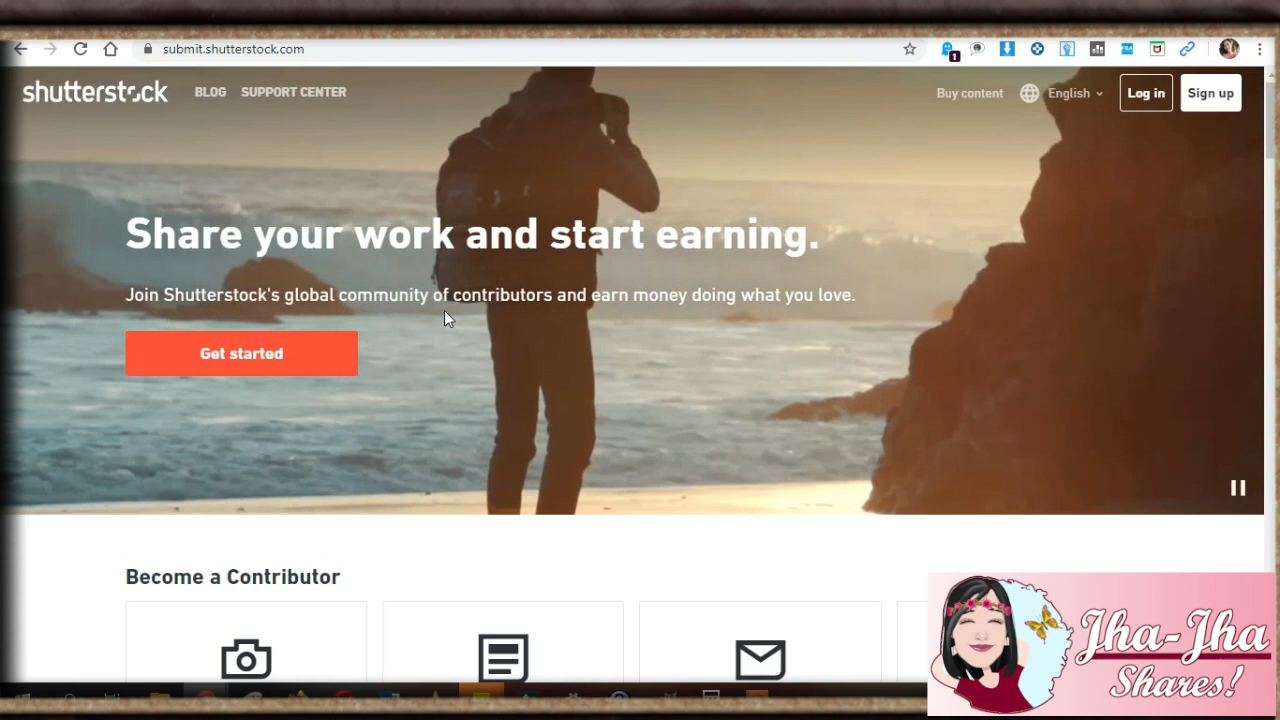 submit.shutterstock.com
1
shutterstock
BLOG
SUPPORT CENTER
Buy content
English
Log in
Sign up
Share your work and start earning.
Join Shutterstock's global community of contributors and earn money doing what you love.
Get started
Become a Contributor
Jha-Jha
Shares!